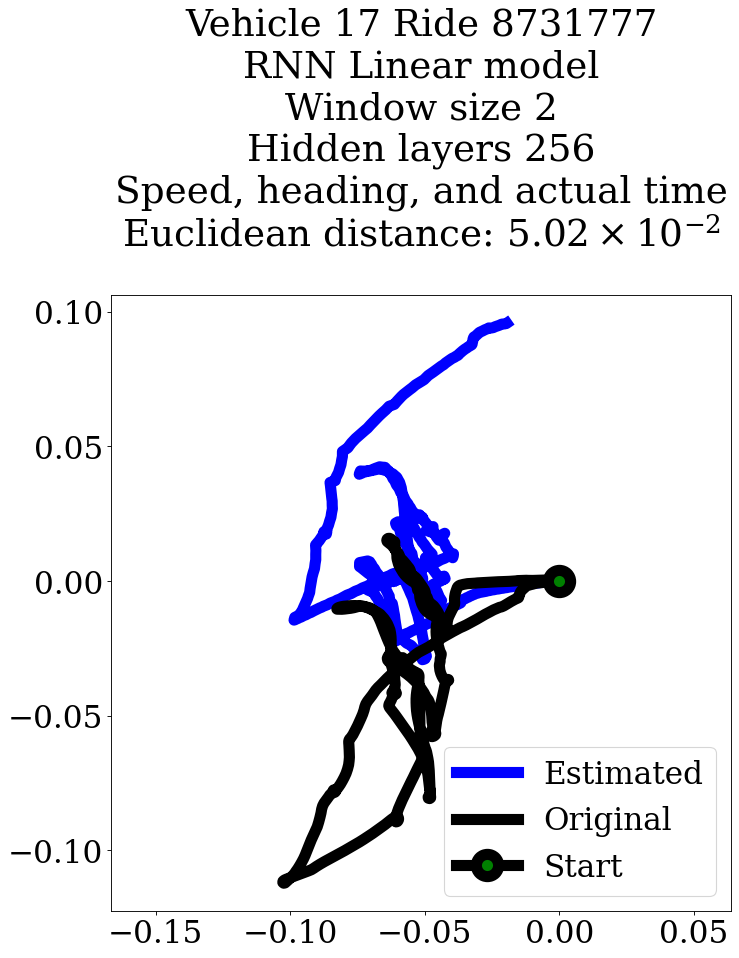 Vehicle 17 Ride 8731777
RNN Linear model
Window size 2
Hidden layers 256
Speed, heading, and actual time
Euclidean distance: 5.02 × 10⁻²
0.10
0.05
0.00
−0.05
−0.10
Estimated
Original
Start
−0.15 −0.10 −0.05 0.00 0.05